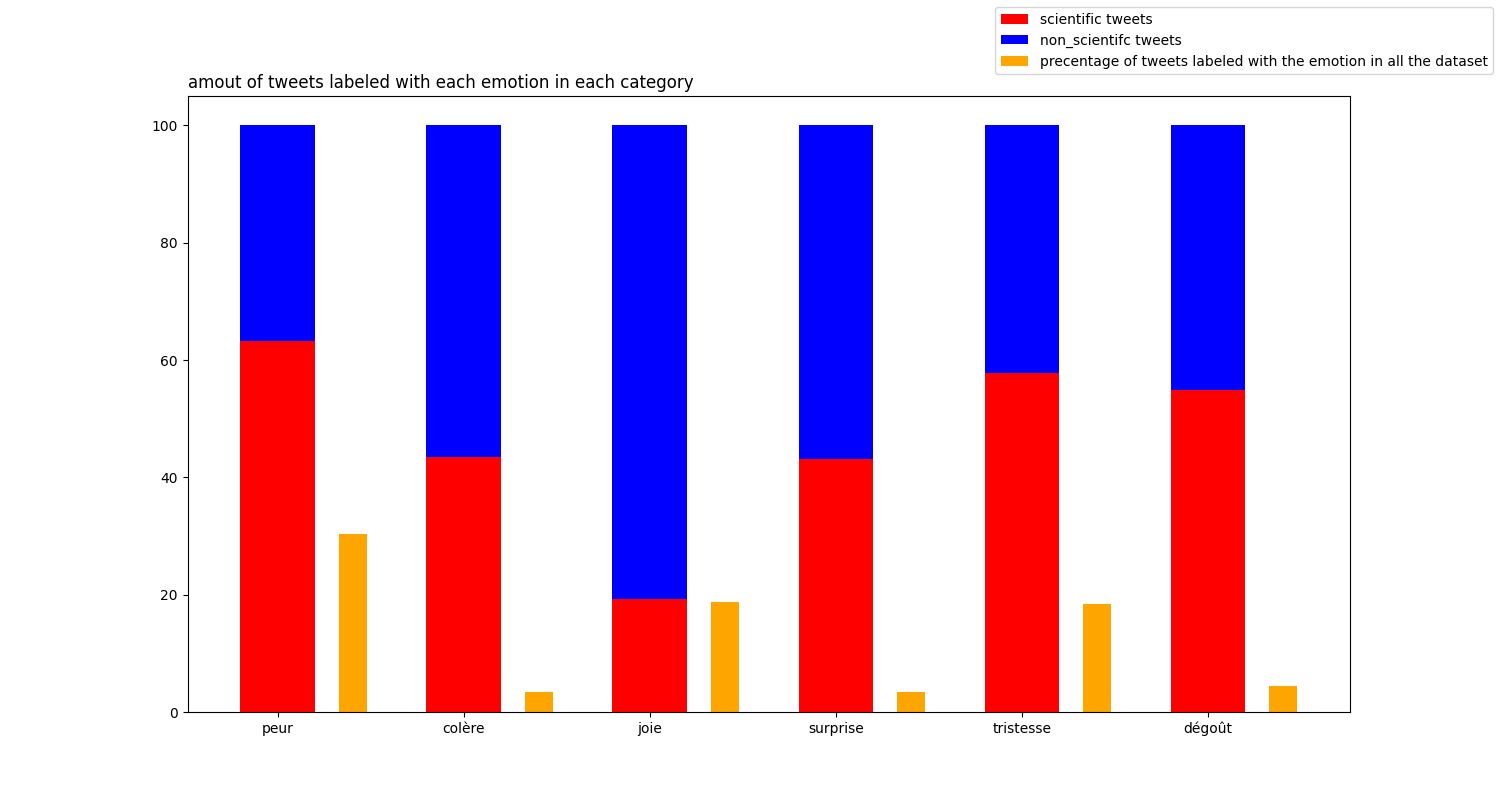 scientific tweets
non_scientifc tweets
precentage of tweets labeled with the emotion in all the dataset
amout of tweets labeled with each emotion in each category
100
80
60
40
20
0
peur colère joie surprise tristesse dégoût